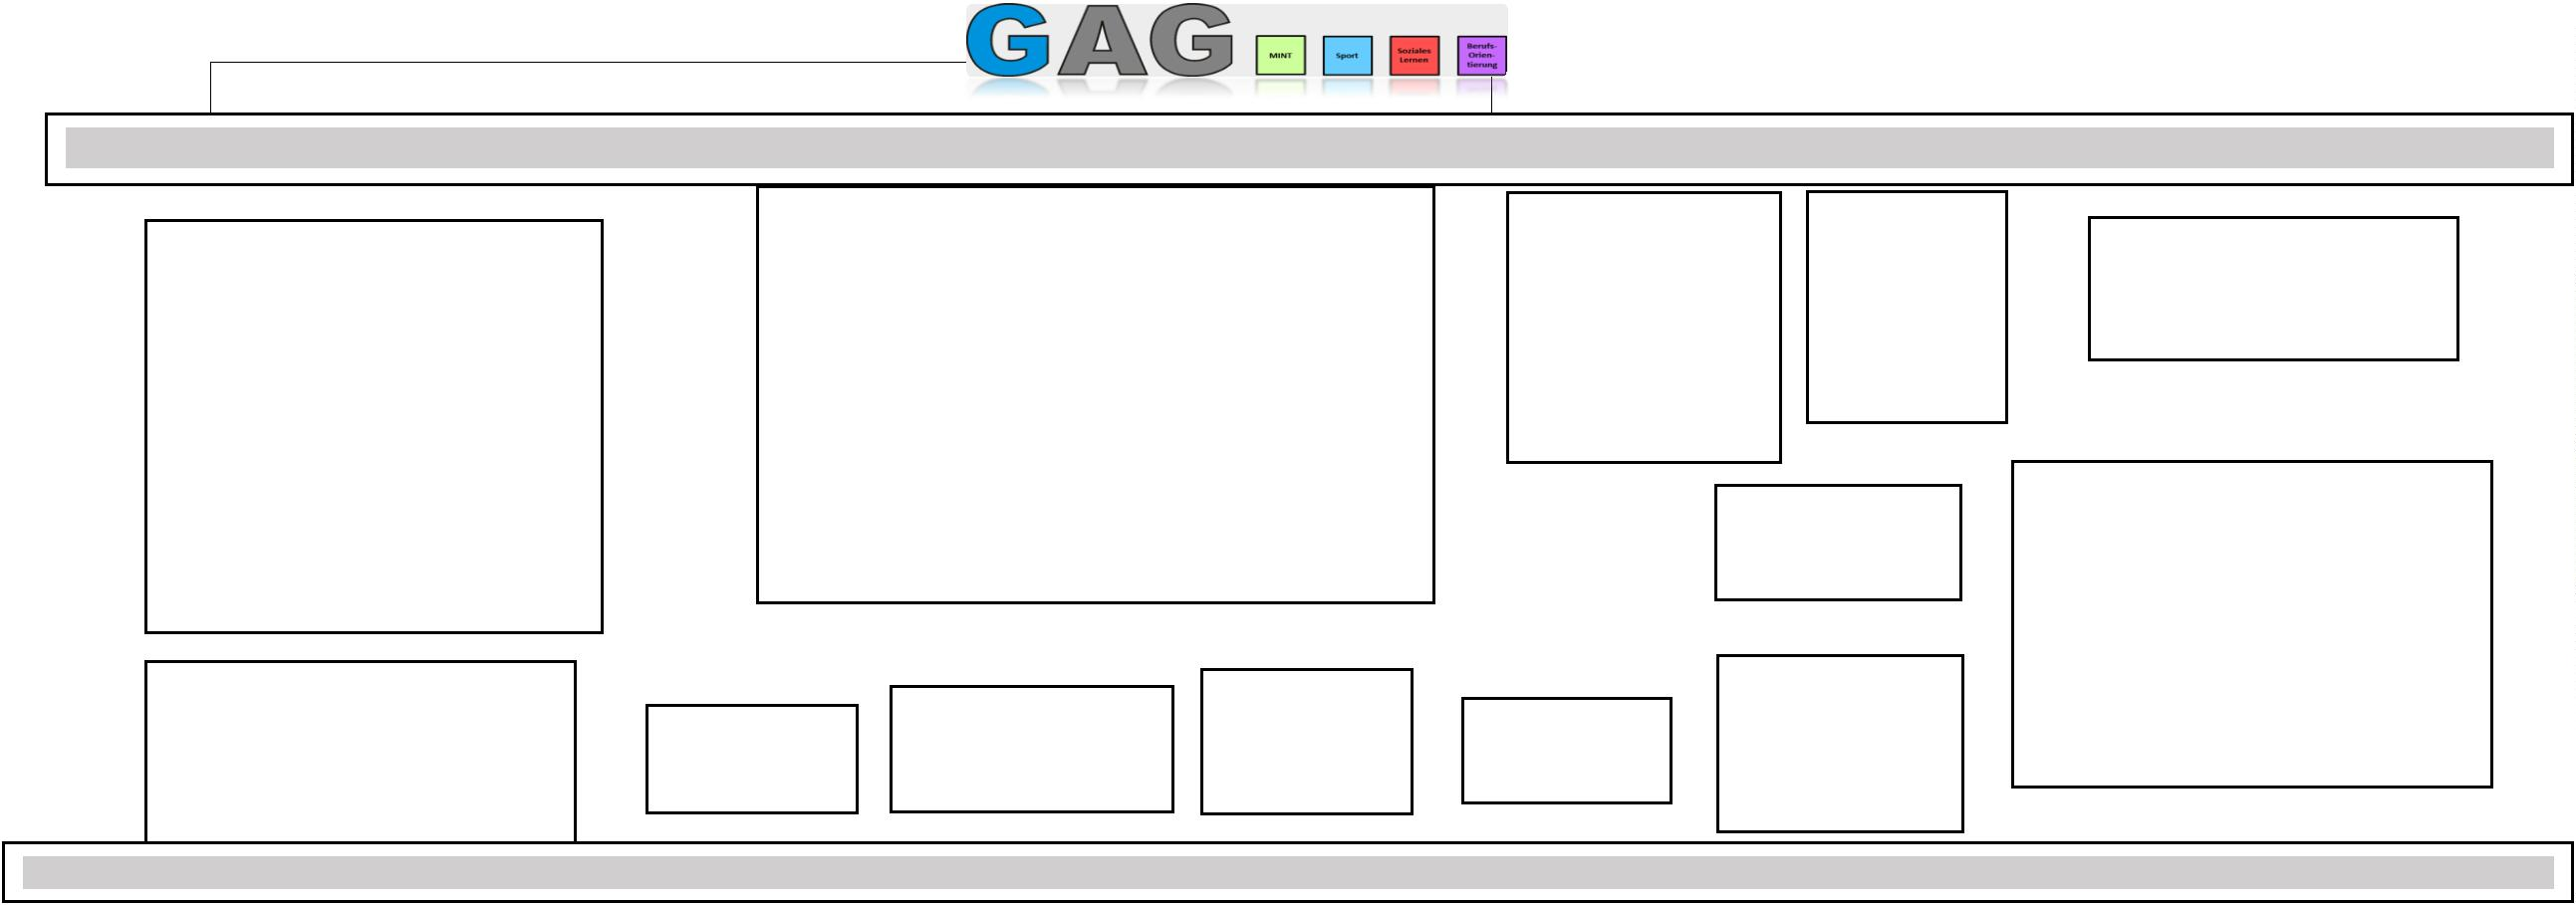 GAG
MINT
Sport
Soziales
Lernen
Berufs-
Orien-
tierung